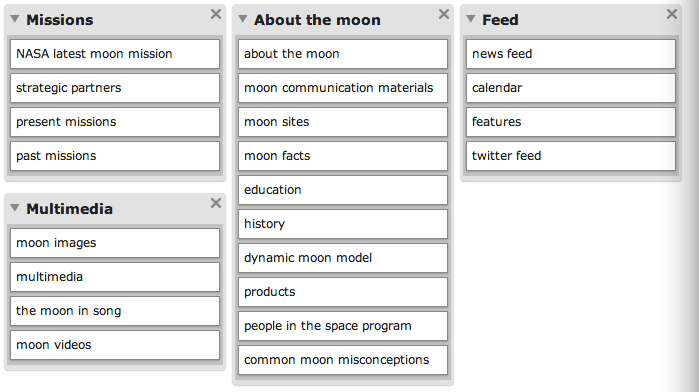 Missions
NASA latest moon mission
strategic partners
present missions
past missions
Multimedia
moon images
multimedia
the moon in song
moon videos
About the moon
about the moon
moon communication materials
moon sites
moon facts
education
history
dynamic moon model
products
people in the space program
common moon misconceptions
Feed
news feed
calendar
features
twitter feed